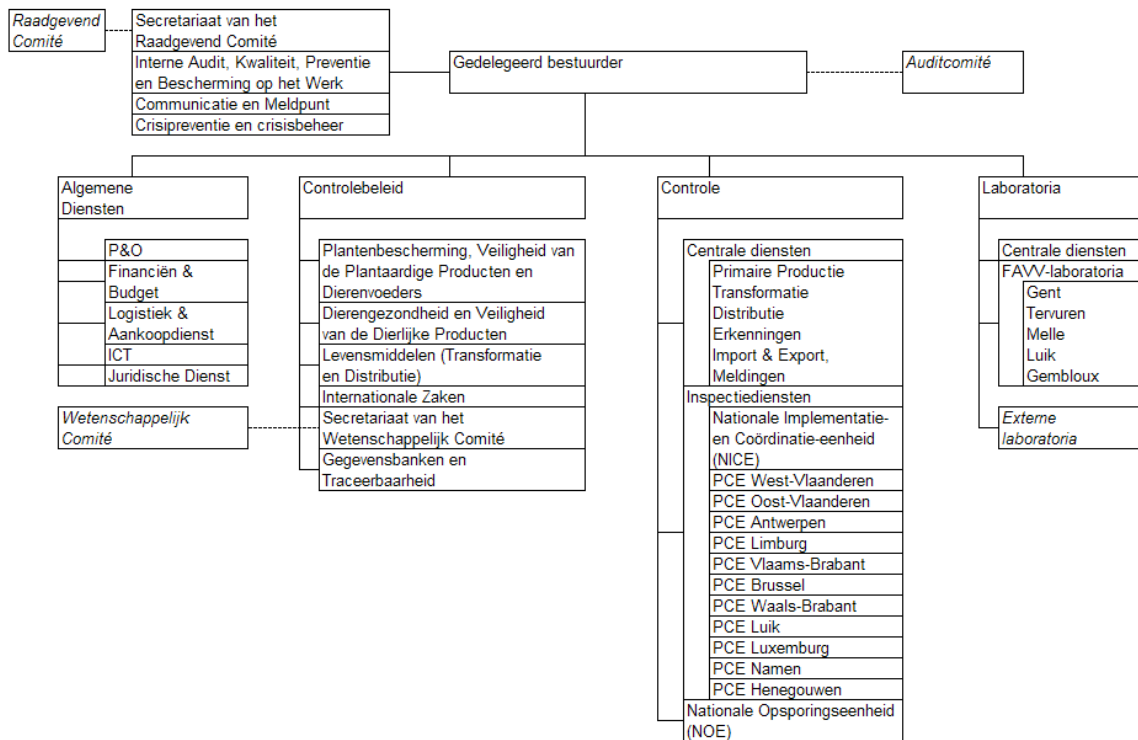 Raadgevend
Comité
Secretariaat van het
Raadgevend Comité
Interne Audit, Kwaliteit, Preventie
en Bescherming op het Werk
Communicatie en Meldpunt
Crisipreventie en crisisbeheer
Gedelegeerd bestuurder
Auditcomité
Algemene
Diensten
P&O
Financiën &
Budget
Logistiek &
Aankoopdienst
ICT
Juridische Dienst
Wetenschappelijk
Comité
Controlebeleid
Plantenbescherming, Veiligheid van
de Plantaardige Producten en
Dierenvoeders
Dierengezondheid en Veiligheid
van de Dierlijke Producten
Levensmiddelen (Transformatie
en Distributie)
Internationale Zaken
Secretariaat van het
Wetenschappelijk Comité
Gegevensbanken en
Traceerbaarheid
Controle
Centrale diensten
Primaire Productie
Transformatie
Distributie
Erkenningen
Import & Export,
Meldingen
Inspectiediensten
Nationale Implementatie-
en Coördinatie-eenheid
(NICE)
PCE West-Vlaanderen
PCE Oost-Vlaanderen
PCE Antwerpen
PCE Limburg
PCE Vlaams-Brabant
PCE Brussel
PCE Waals-Brabant
PCE Luik
PCE Luxemburg
PCE Namen
PCE Henegouwen
Nationale Opsporingseenheid
(NOE)
Laboratoria
Centrale diensten
FAVV-laboratoria
Gent
Tervuren
Melle
Luik
Gembloux
Externe
laboratoria